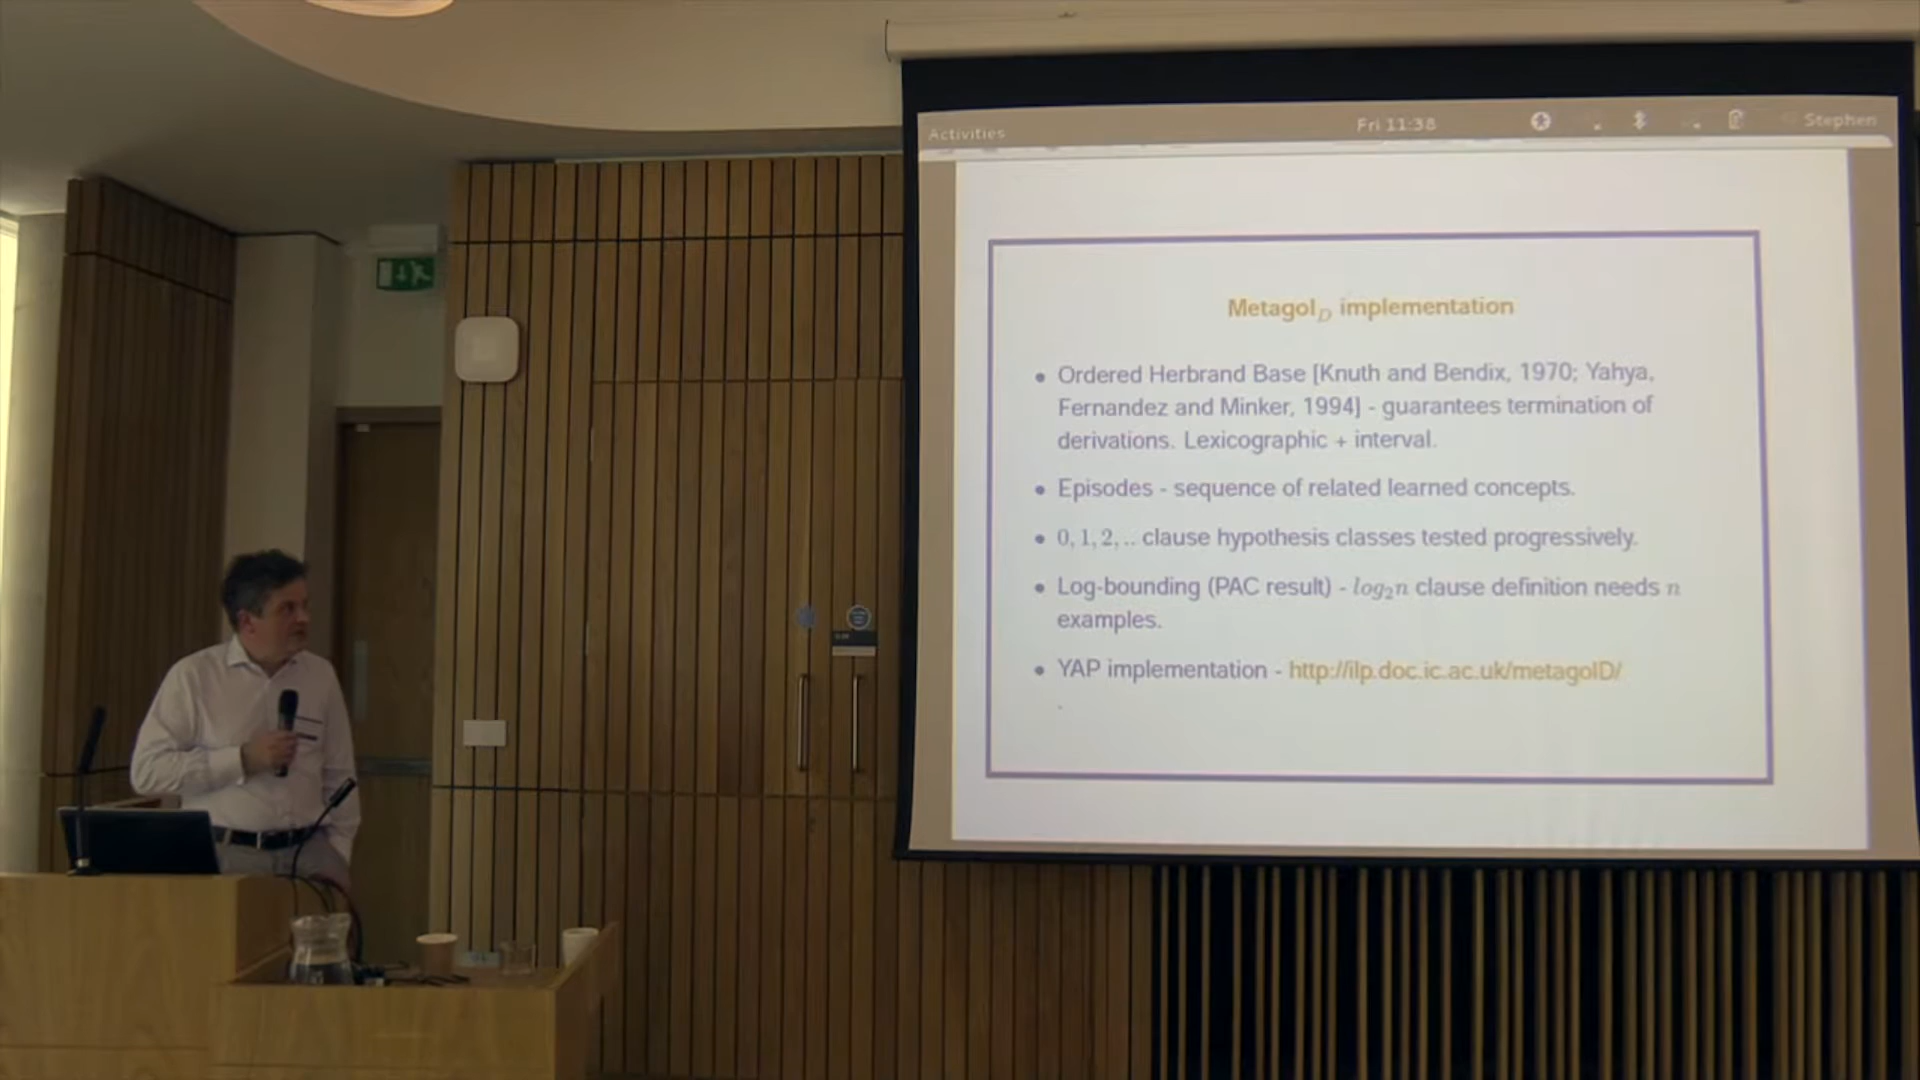 Activities
Fri 11:38
Stephen
Metagol_D implementation
• Ordered Herbrand Base [Knuth and Bendix, 1970; Yahya,
Fernandez and Minker, 1994] - guarantees termination of
derivations. Lexicographic + interval.
• Episodes - sequence of related learned concepts.
• 0, 1, 2, .. clause hypothesis classes tested progressively.
• Log-bounding (PAC result) - log₂n clause definition needs n
examples.
• YAP implementation - http://ilp.doc.ic.ac.uk/metagolD/
.